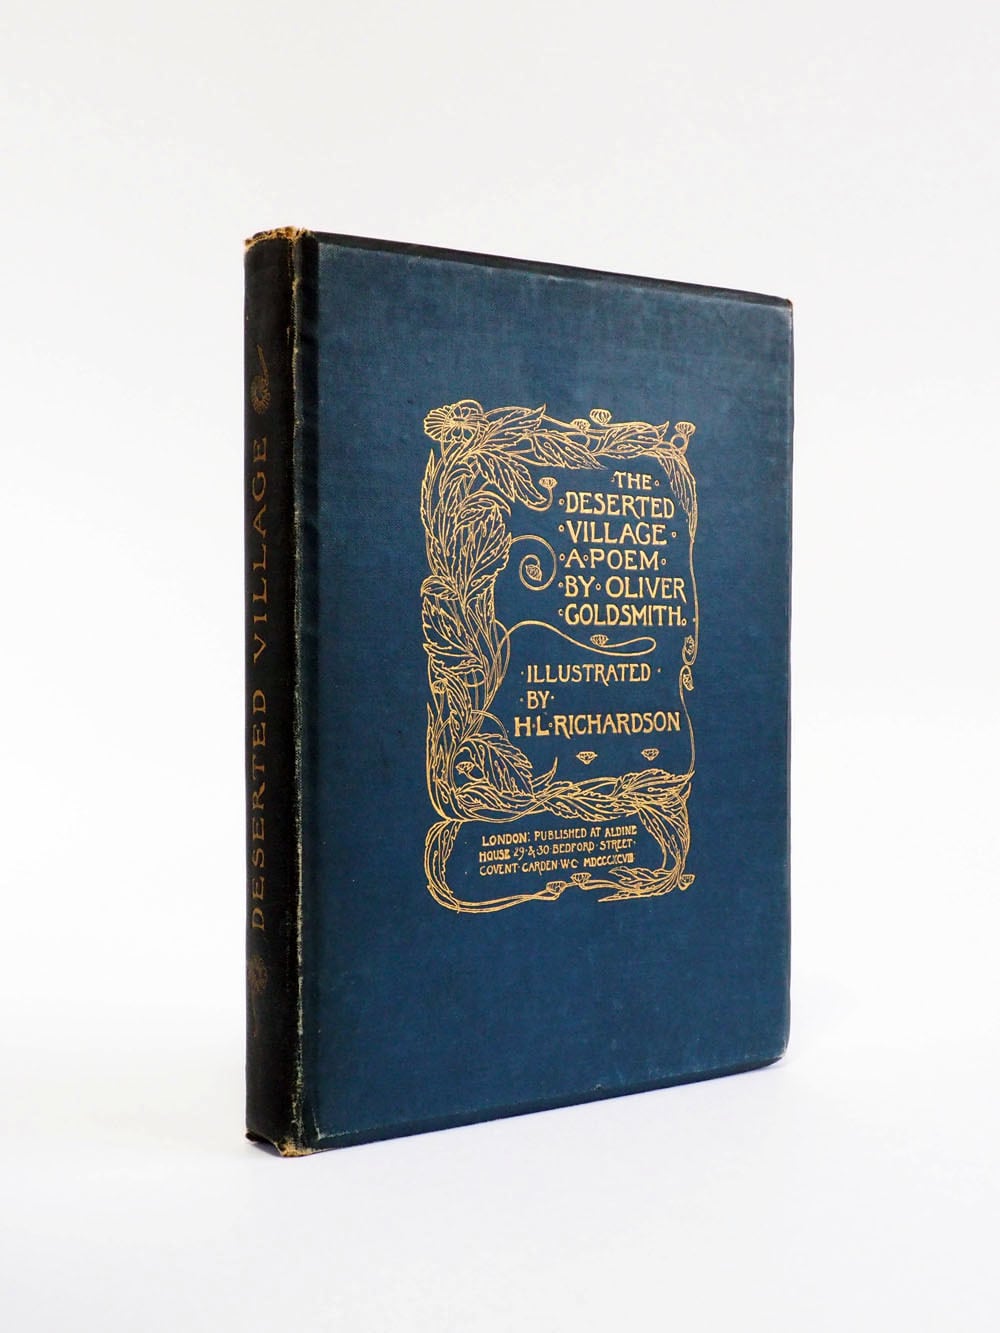 DESERTED VILLAGE
·THE·
·DESERTED
·VILLAGE·
·A·POEM·
·BY·OLIVER
·GOLDSMITH.
·ILLUSTRATED·
·BY·
H·L·RICHARDSON
LONDON: PUBLISHED AT ALDINE
HOUSE 29·&·30·BEDFORD·STREET·
COVENT·GARDEN·W·C· MDCCCXCVIII